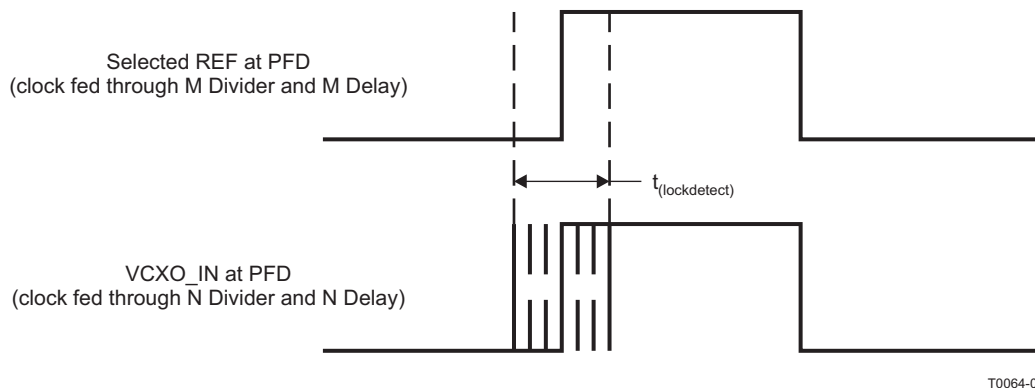 Selected REF at PFD
(clock fed through M Divider and M Delay)
t(lockdetect)
VCXO_IN at PFD
(clock fed through N Divider and N Delay)
T0064-0